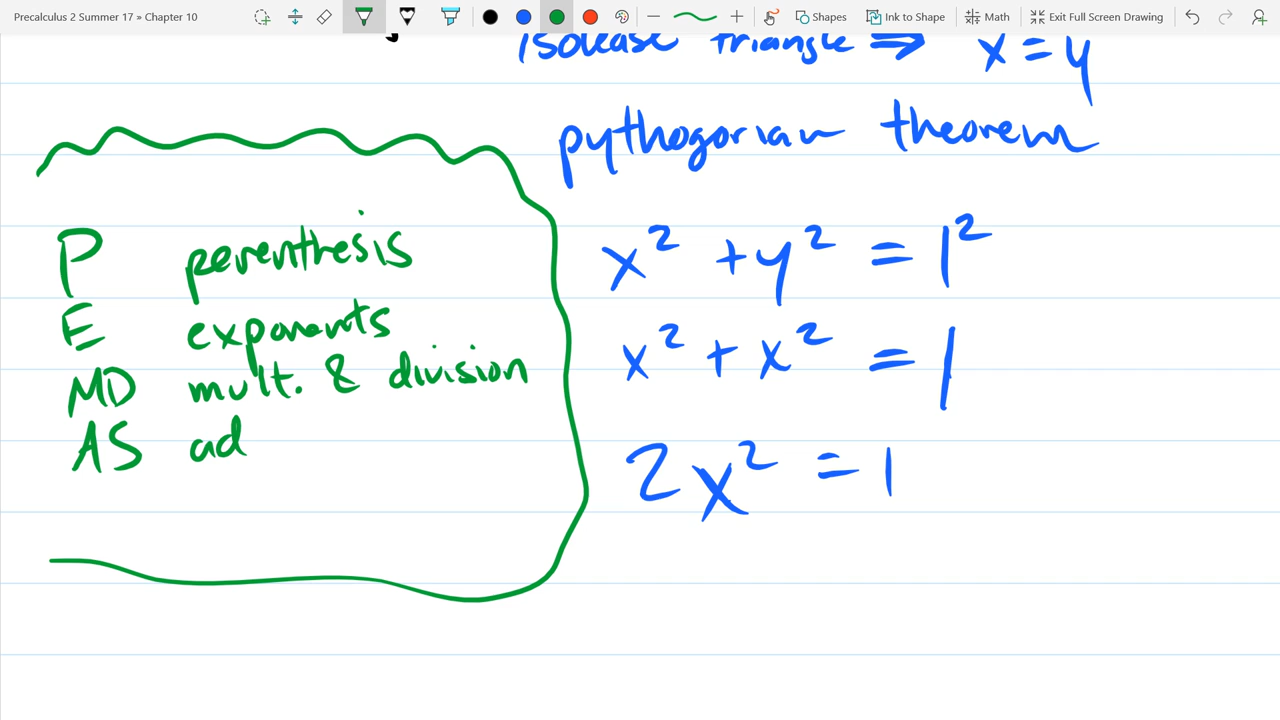 Precalculus 2 Summer 17 » Chapter 10
Shapes
Ink to Shape
Math
Exit Full Screen Drawing
isolease triangle ⇒ x = y
pythogorian theorem
P perenthesis
E exponents
MD mult. & division
AS ad
x² + y² = 1²
x² + x² = 1
2x² = 1